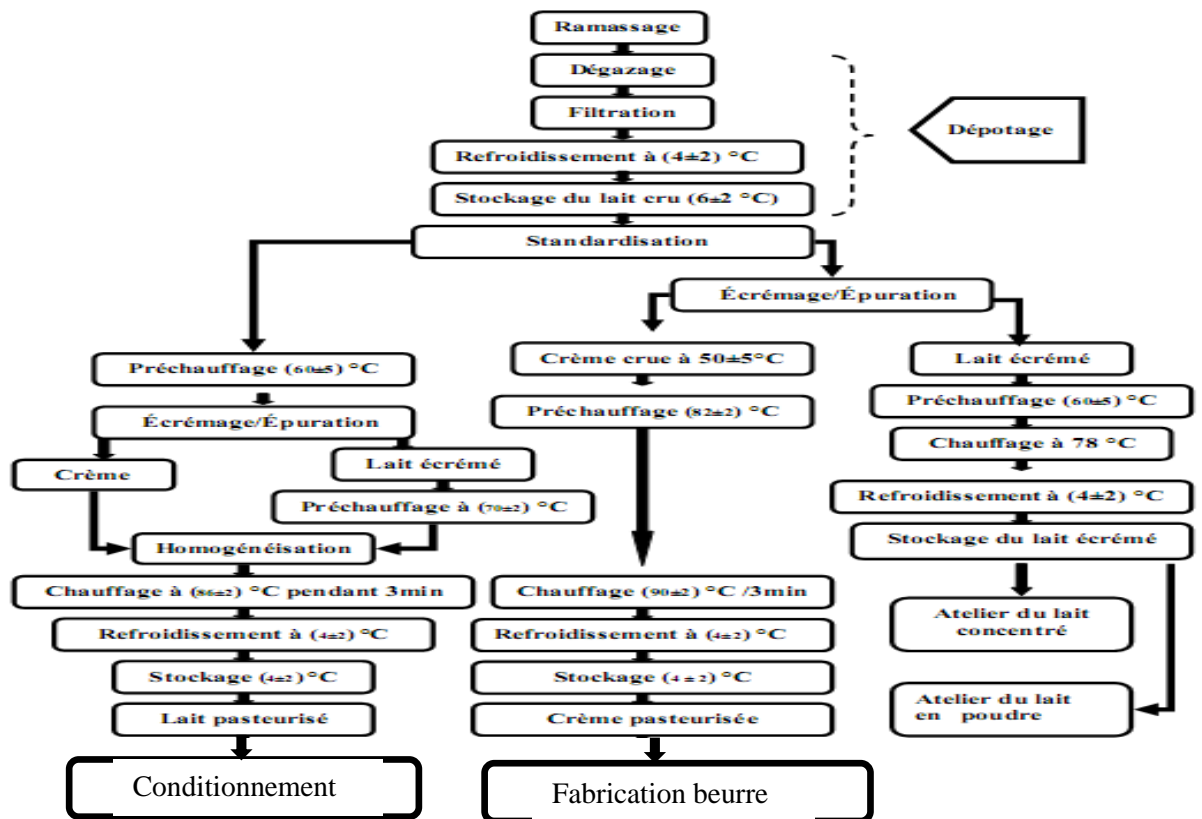 Ramassage
Dégazage
Filtration
Dépotage
Refroidissement à (4±2) °C
Stockage du lait cru (6±2 °C)
Standardisation
Écrémage/Épuration
Préchauffage (60±5) °C
Écrémage/Épuration
Crème
Lait écrémé
Préchauffage à (70±2) °C
Homogénéisation
Chauffage à (86±2) °C pendant 3min
Refroidissement à (4±2) °C
Stockage (4±2) °C
Lait pasteurisé
Conditionnement
Crème crue à 50±5°C
Préchauffage (82±2) °C
Chauffage (90±2) °C /3min
Refroidissement à (4±2) °C
Stockage (4 ± 2) °C
Crème pasteurisée
Fabrication beurre
Lait écrémé
Préchauffage (60±5) °C
Chauffage à 78 °C
Refroidissement à (4±2) °C
Stockage du lait écrémé
Atelier du lait
concentré
Atelier du lait
en poudre